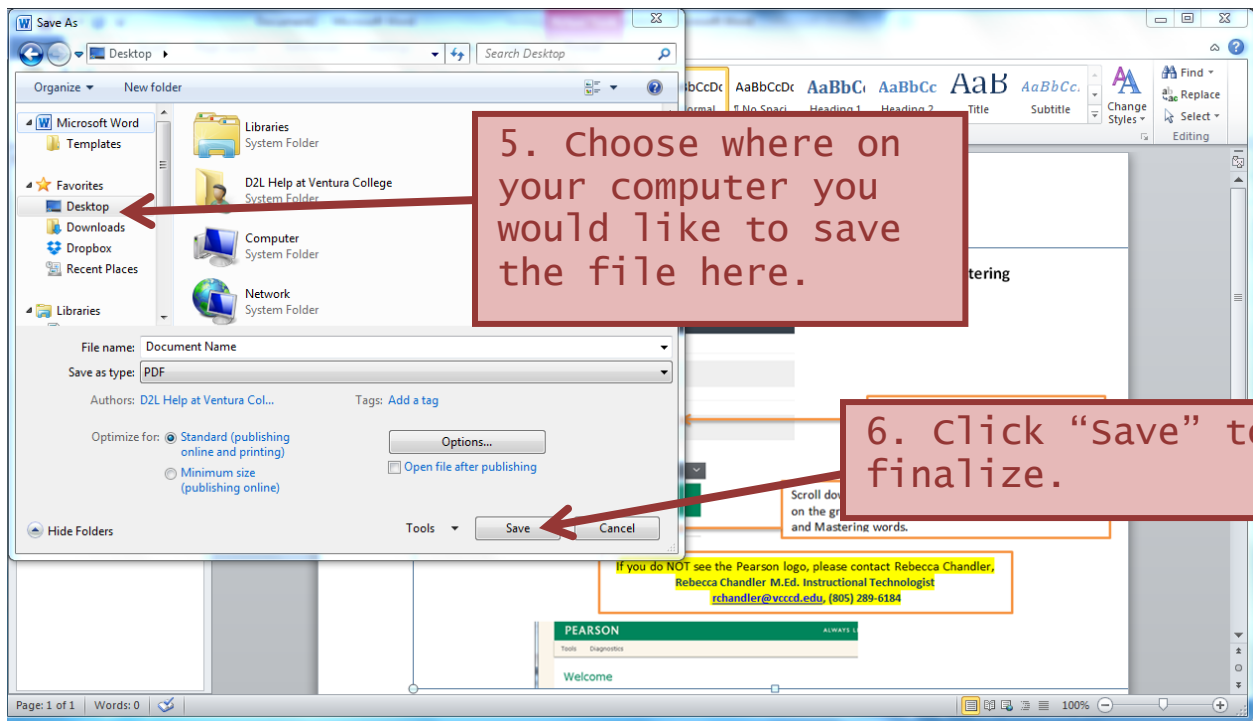 Save As
Desktop
Search Desktop
Organize
New folder
AaBbCcDc
AaBbC
AaBbCc
AaB
AaBbCc.
Title
Subtitle
Change
Styles
Find
Replace
Select
Editing
Microsoft Word
Templates
Favorites
Desktop
Downloads
Dropbox
Recent Places
Libraries
Libraries
System Folder
D2L Help at Ventura College
System Folder
Computer
System Folder
Network
System Folder
5. Choose where on
your computer you
would like to save
the file here.
tering
File name: Document Name
Save as type: PDF
Authors: D2L Help at Ventura Col...
Tags: Add a tag
Optimize for: Standard (publishing
online and printing)
Minimum size
(publishing online)
Options...
Open file after publishing
Hide Folders
Tools
Save
Cancel
6. Click “Save” to
finalize.
Scroll
on the
and Mastering words.
If you do NOT see the Pearson logo, please contact Rebecca Chandler,
Rebecca Chandler M.Ed. Instructional Technologist
rchandler@vcccd.edu, (805) 289-6184
PEARSON
ALWAYS
Tools Diagnostics
Welcome
Page: 1 of 1 Words: 0
100%